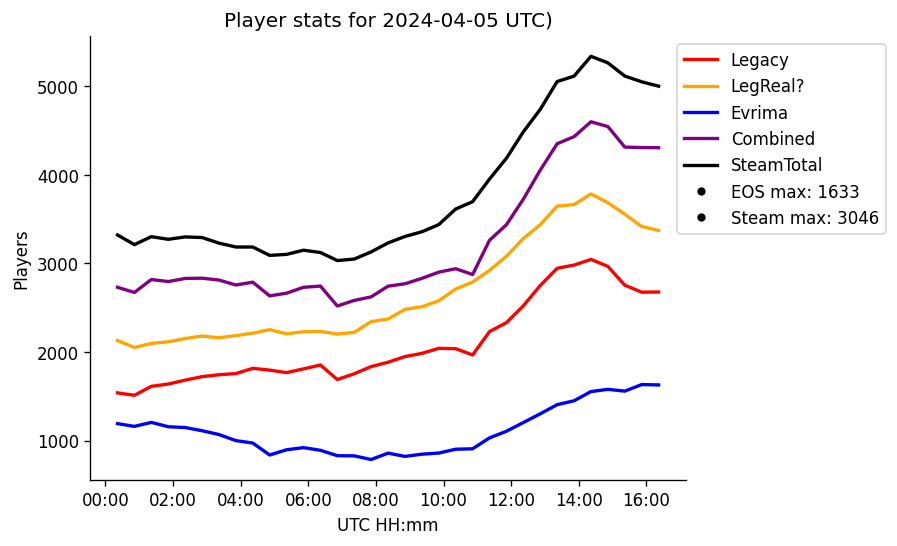 Player stats for 2024-04-05 UTC)
Players
5000
4000
3000
2000
1000
00:00 02:00 04:00 06:00 08:00 10:00 12:00 14:00 16:00
UTC HH:mm
Legacy
LegReal?
Evrima
Combined
SteamTotal
EOS max: 1633
Steam max: 3046